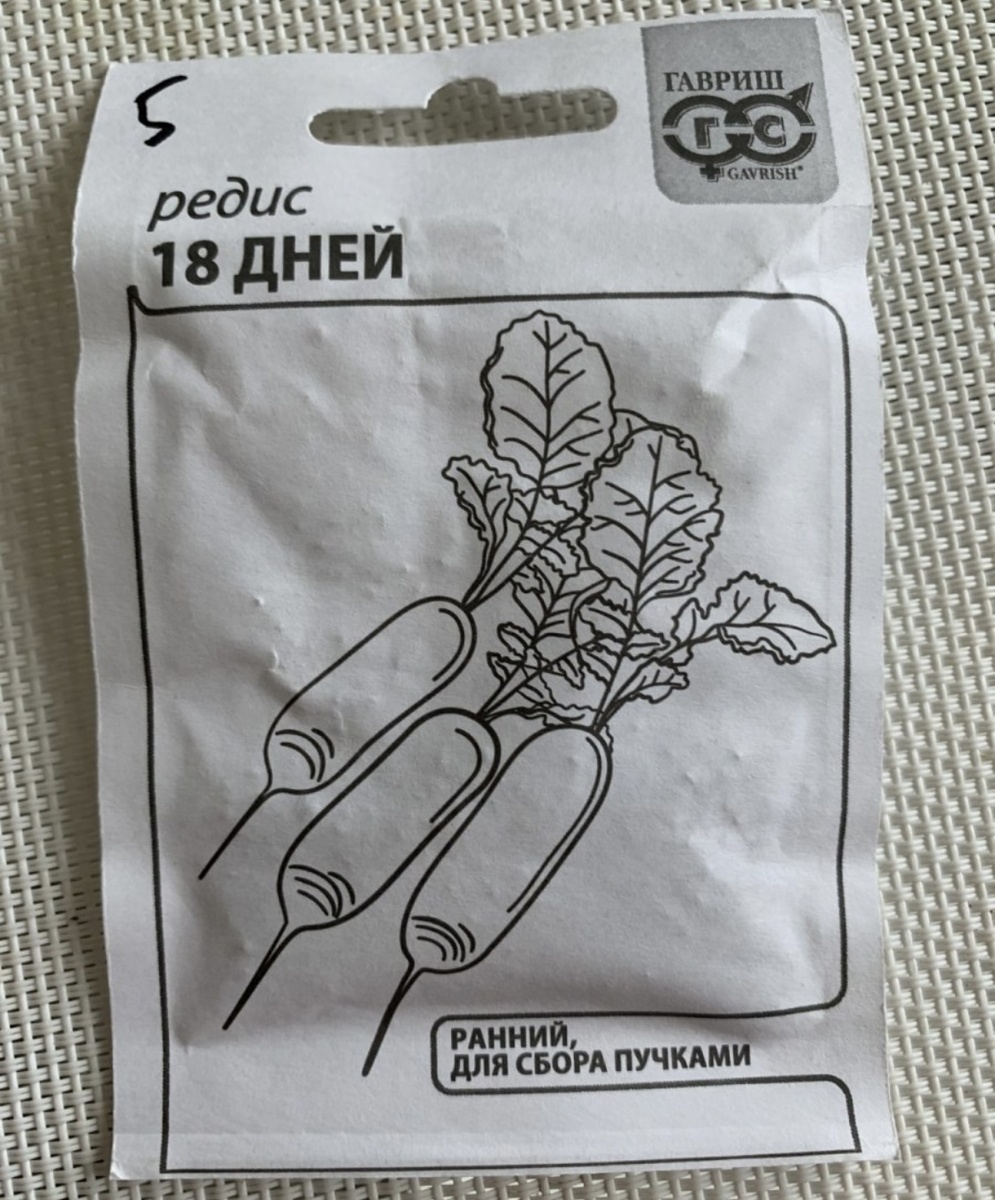 5
ГАВРИШ
ГС
GAVRISH®
редис
18 ДНЕЙ
РАННИЙ,
ДЛЯ СБОРА ПУЧКАМИ